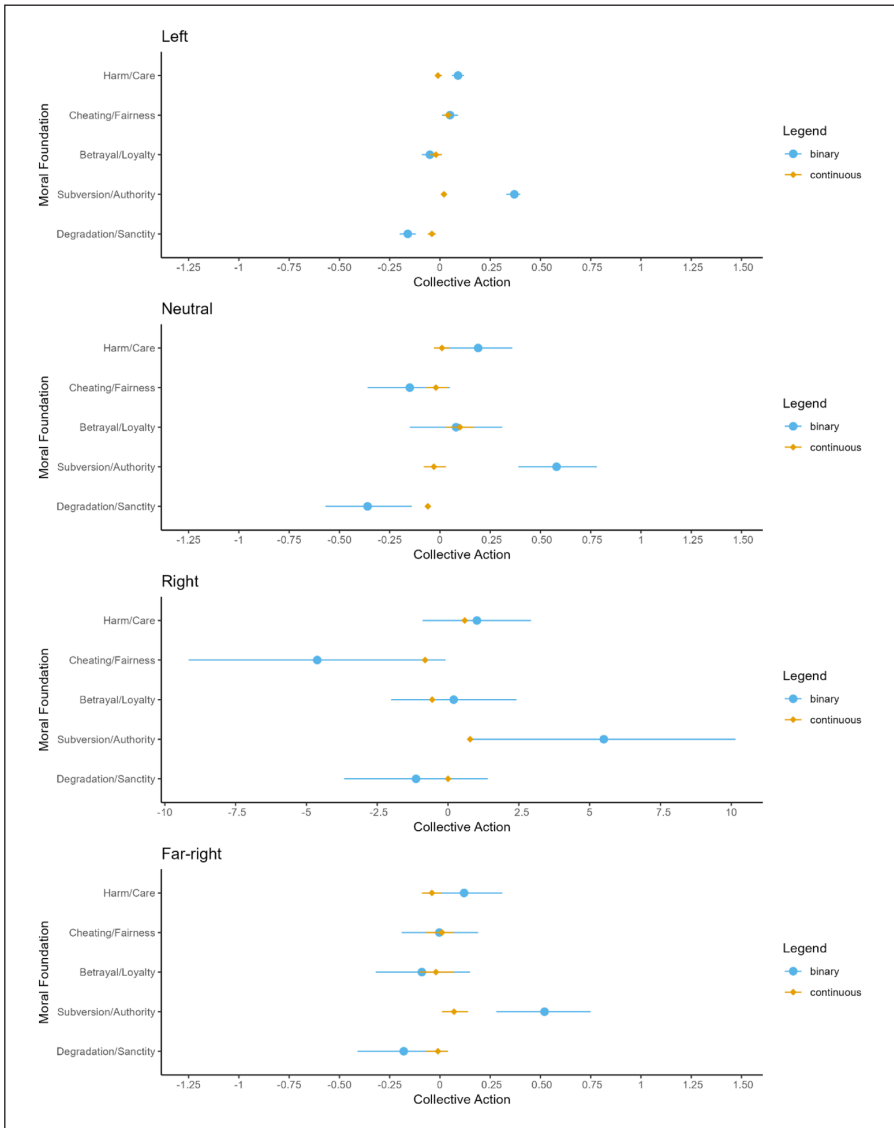 Left
Moral Foundation
Harm/Care
Cheating/Fairness
Betrayal/Loyalty
Subversion/Authority
Degradation/Sanctity
-1.25 -1 -0.75 -0.50 -0.25 0 0.25 0.50 0.75 1 1.25 1.50
Collective Action
Legend
binary
continuous
Neutral
Moral Foundation
Harm/Care
Cheating/Fairness
Betrayal/Loyalty
Subversion/Authority
Degradation/Sanctity
-1.25 -1 -0.75 -0.50 -0.25 0 0.25 0.50 0.75 1 1.25 1.50
Collective Action
Legend
binary
continuous
Right
Moral Foundation
Harm/Care
Cheating/Fairness
Betrayal/Loyalty
Subversion/Authority
Degradation/Sanctity
-10 -7.5 -5 -2.5 0 2.5 5 7.5 10
Collective Action
Legend
binary
continuous
Far-right
Moral Foundation
Harm/Care
Cheating/Fairness
Betrayal/Loyalty
Subversion/Authority
Degradation/Sanctity
-1.25 -1 -0.75 -0.50 -0.25 0 0.25 0.50 0.75 1 1.25 1.50
Collective Action
Legend
binary
continuous